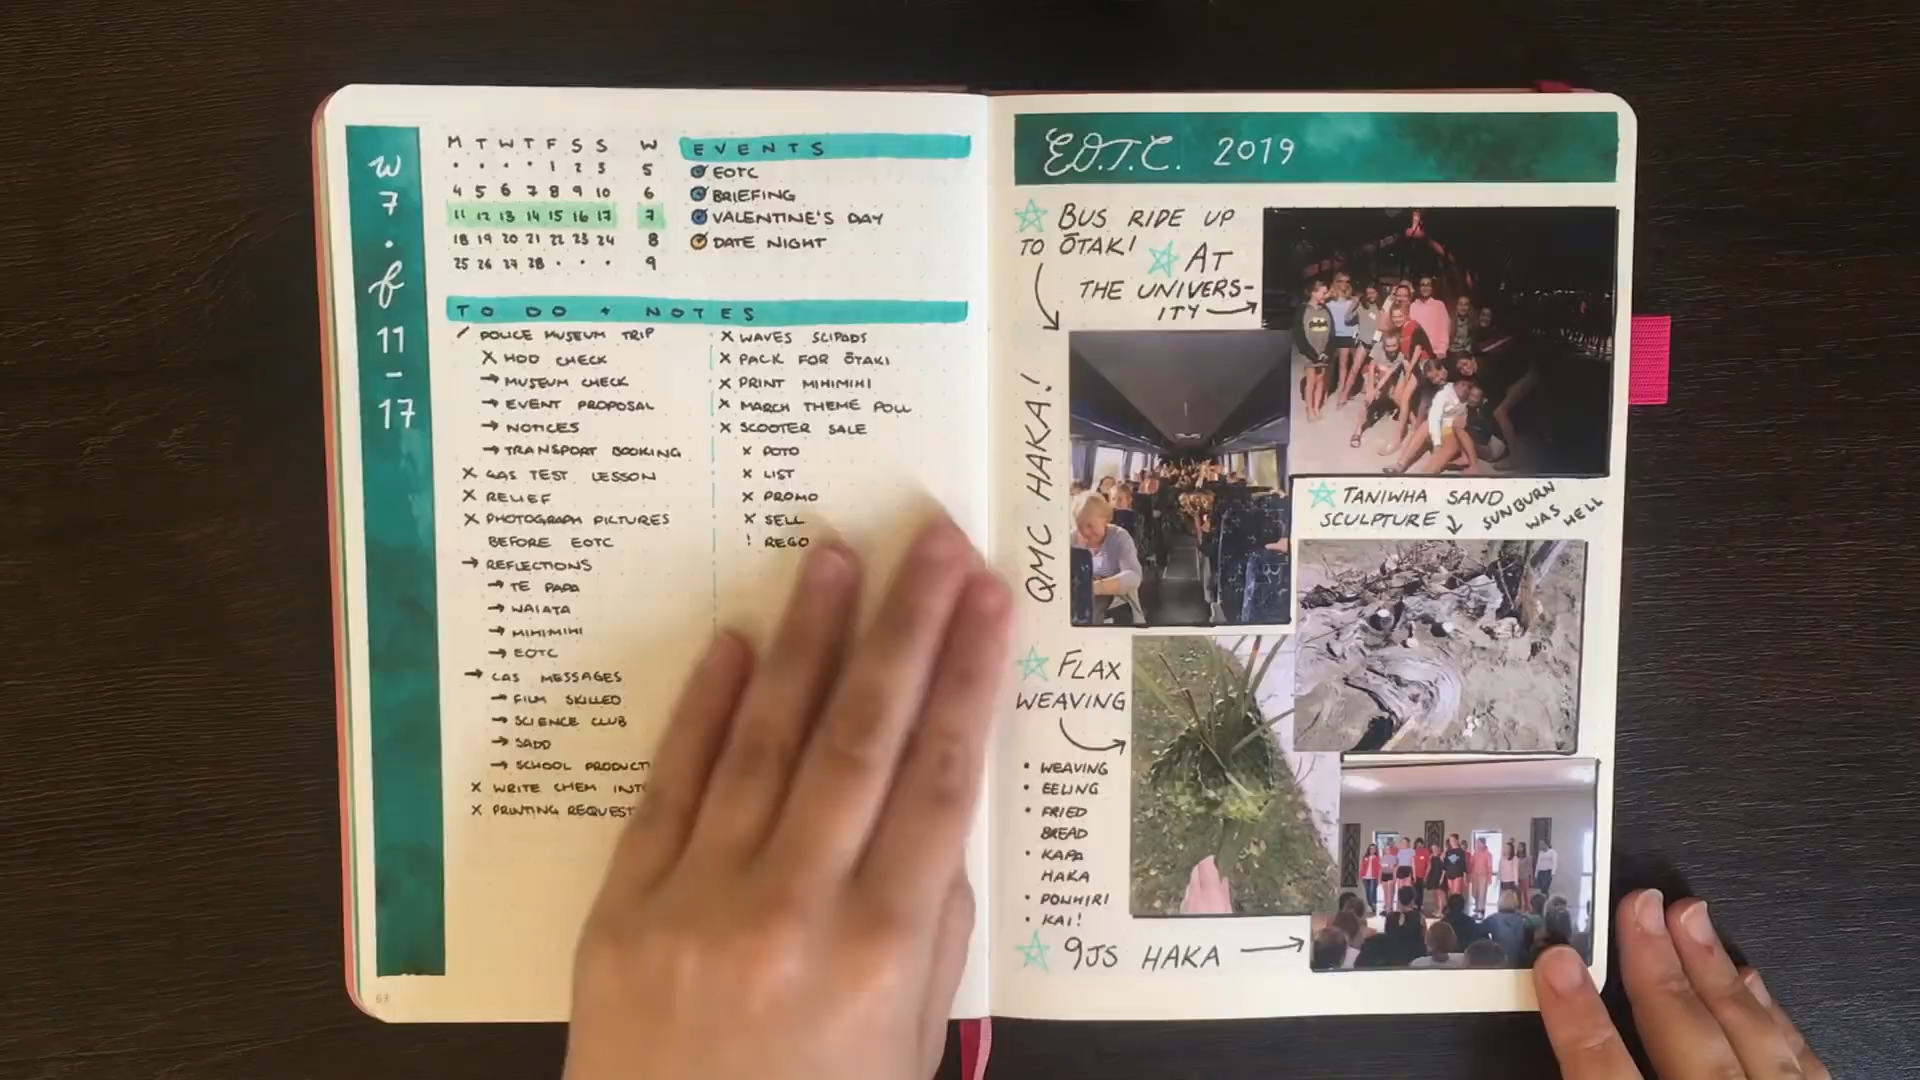 W
7
.
f
11
-
17
M T W T F S S W
. . . . 1 2 3 5
4 5 6 7 8 9 10 6
11 12 13 14 15 16 17 7
18 19 20 21 22 23 24 8
25 26 27 28 . . . 9
EVENTS
EOTC
BRIEFING
VALENTINE'S DAY
DATE NIGHT
TO DO + NOTES
/ POLICE MUSEUM TRIP
X HOD CHECK
→ MUSEUM CHECK
→ EVENT PROPOSAL
→ NOTICES
→ TRANSPORT BOOKING
X GAS TEST LESSON
X RELIEF
X PHOTOGRAPH PICTURES
BEFORE EOTC
→ REFLECTIONS
→ TE PAPA
→ WAIATA
→ MIHIMIHI
→ EOTC
→ CAS MESSAGES
→ FILM SKILLED
→ SCIENCE CLUB
→ SADD
→ SCHOOL
X WRITE CHEM
X PRINTING REQUEST
X WAVES SCIPADS
X PACK FOR ŌTAKI
X PRINT MIHIMIHI
X MARCH THEME POLL
X SCOOTER SALE
X POTO
X LIST
X PROMO
X SELL
! REGO
63
E.O.T.C. 2019
BUS RIDE UP
TO ŌTAKI
AT
THE UNIVERS-
ITY →
QMC HAKA!
TANIWHA SAND
SCULPTURE
SUNBURN
WAS HELL
FLAX
WEAVING
• WEAVING
• EELING
• FRIED
BREAD
• KAPA
HAKA
• POWHIRI
• KAI!
9JS HAKA →